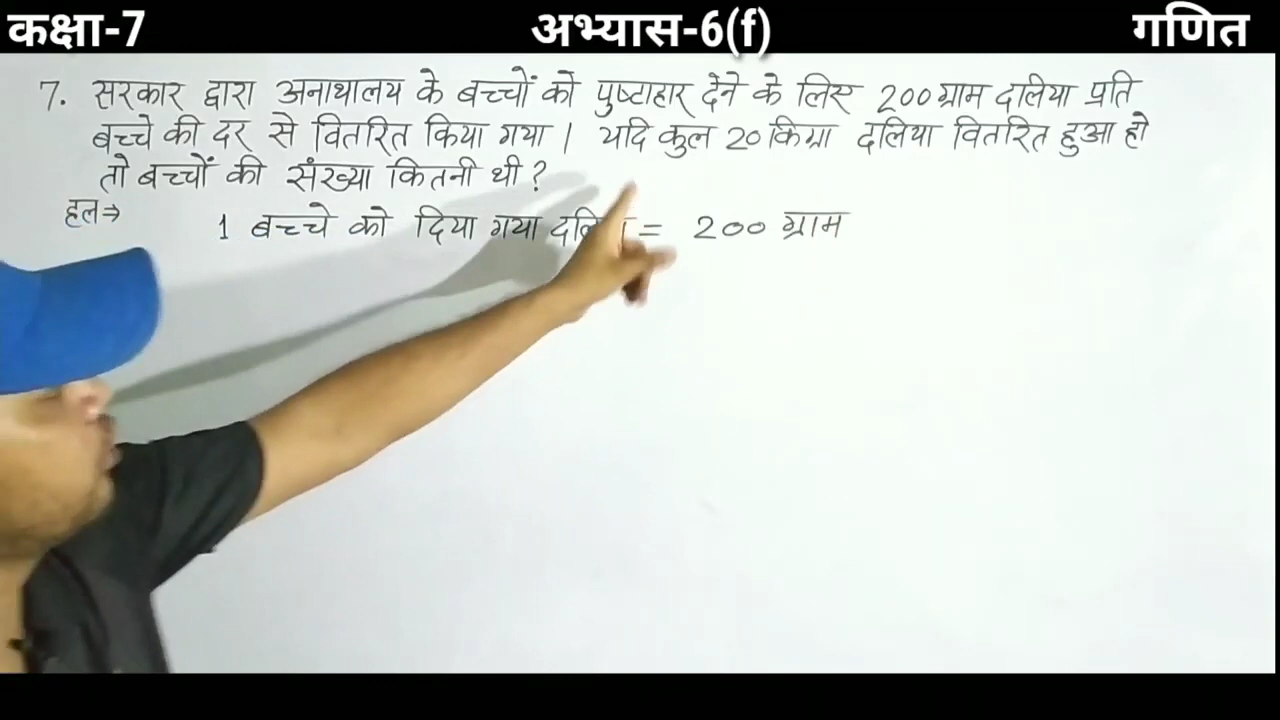 कक्षा-7 अभ्यास-6(f) गणित
7. सरकार द्वारा अनाथालय के बच्चों को पुष्टाहार देने के लिए 200 ग्राम दलिया प्रति
बच्चे की दर से वितरित किया गया। यदि कुल 20 किग्रा दलिया वितरित हुआ हो
तो बच्चों की संख्या कितनी थी?
हल⇒ 1 बच्चे को दिया गया = 200 ग्राम